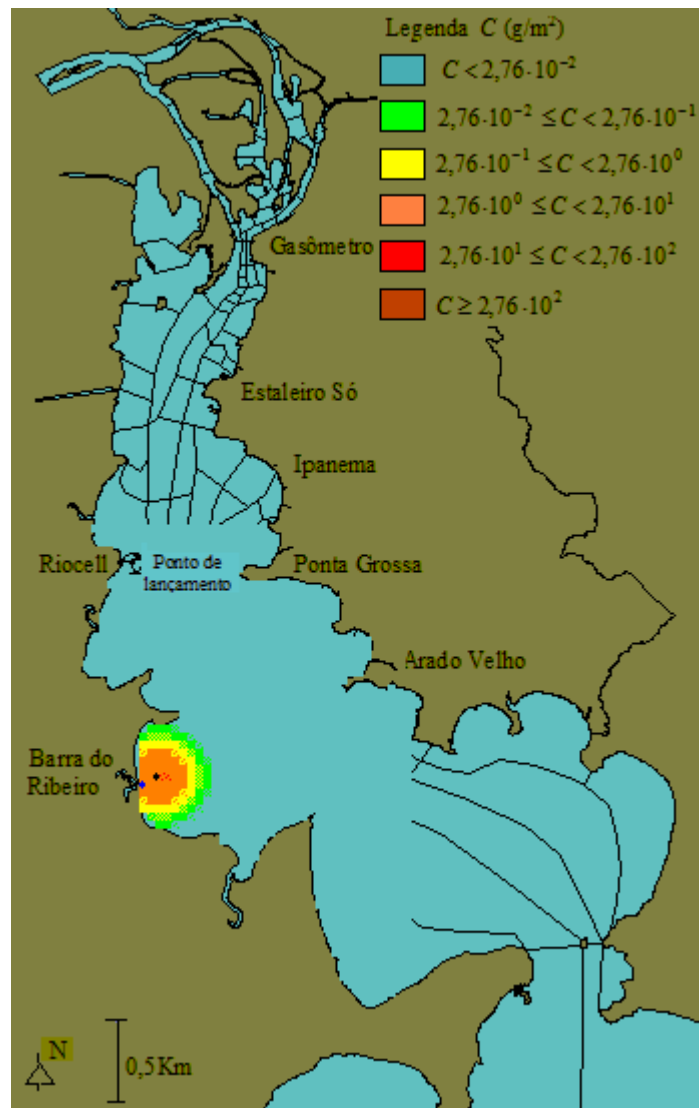 Legenda C (g/m²)
C < 2,76·10⁻²
2,76·10⁻² ≤ C < 2,76·10⁻¹
2,76·10⁻¹ ≤ C < 2,76·10⁰
2,76·10⁰ ≤ C < 2,76·10¹
2,76·10¹ ≤ C < 2,76·10²
C ≥ 2,76·10²
Gasômetro
Estaleiro Só
Ipanema
Riocell
Ponto de
lançamento
Ponta Grossa
Arado Velho
Barra do
Ribeiro
N
0,5Km